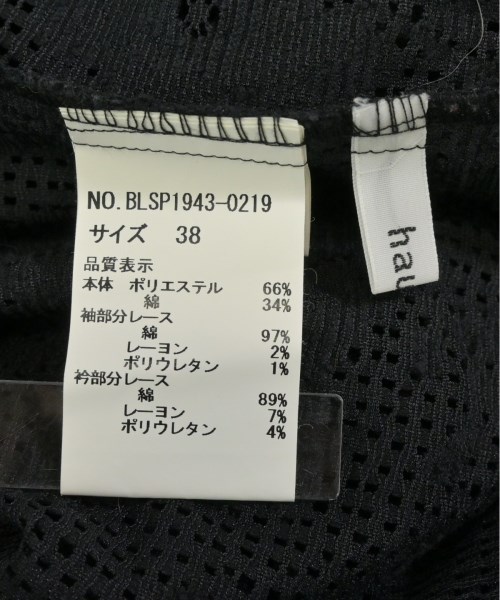 NO.BLSP1943-0219
サイズ 38
品質表示
本体 ポリエステル 66%
綿 34%
袖部分レース
綿 97%
レーヨン 2%
ポリウレタン 1%
衿部分レース
綿 89%
レーヨン 7%
ポリウレタン 4%
hau